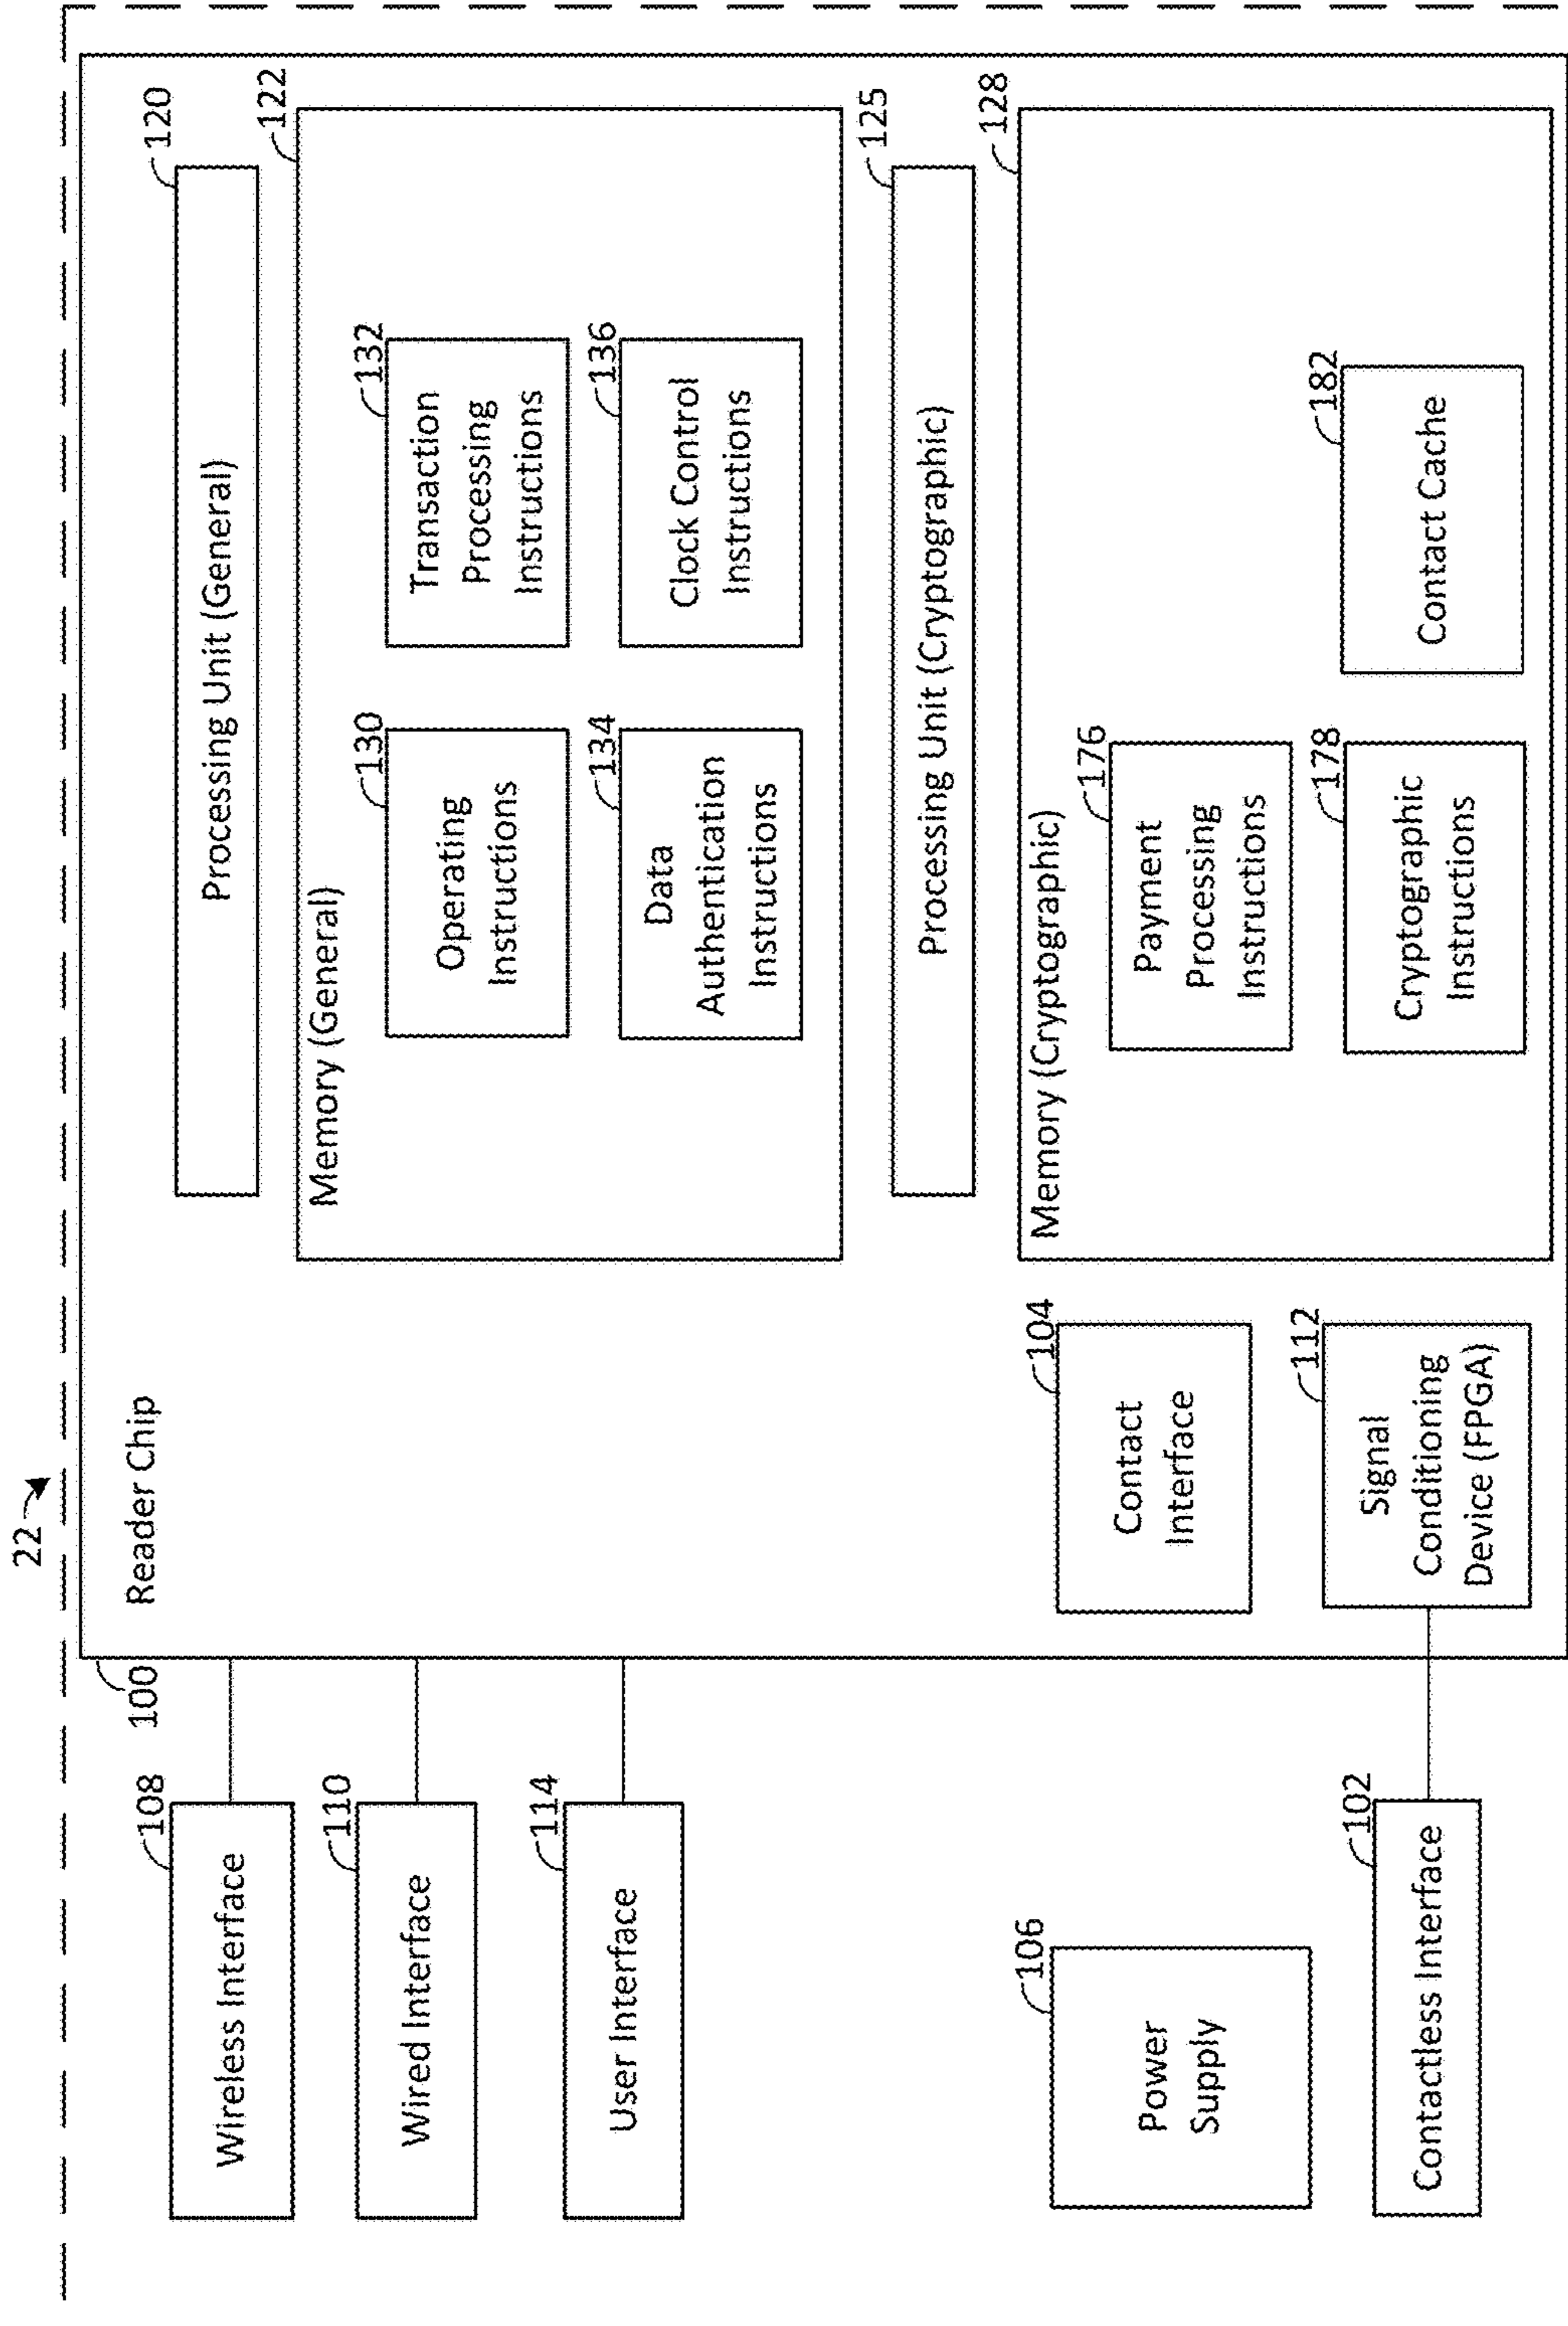 22
100
Reader Chip
108
Wireless Interface
110
Wired Interface
114
User Interface
106
Power
Supply
102
Contactless Interface
104
Contact
Interface
112
Signal
Conditioning
Device (FPGA)
120
Processing Unit (General)
122
Memory (General)
130
Operating
Instructions
132
Transaction
Processing
Instructions
134
Data
Authentication
Instructions
136
Clock Control
Instructions
125
Processing Unit (Cryptographic)
128
Memory (Cryptographic)
176
Payment
Processing
Instructions
178
Cryptographic
Instructions
182
Contact Cache